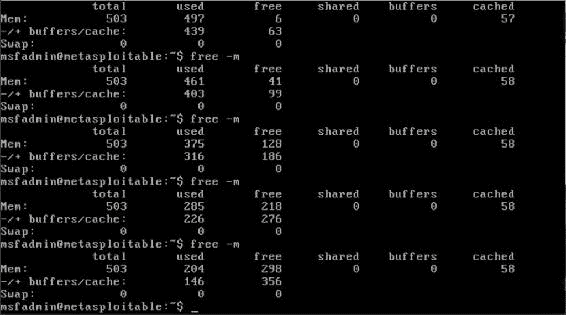 total used free shared buffers cached
Mem: 503 497 6 0 0 57
-/+ buffers/cache: 439 63
Swap: 0 0 0
msfadmin@metasploitable:~$ free -m
total used free shared buffers cached
Mem: 503 461 41 0 0 58
-/+ buffers/cache: 403 99
Swap: 0 0 0
msfadmin@metasploitable:~$ free -m
total used free shared buffers cached
Mem: 503 375 128 0 0 58
-/+ buffers/cache: 316 186
Swap: 0 0 0
msfadmin@metasploitable:~$ free -m
total used free shared buffers cached
Mem: 503 285 218 0 0 58
-/+ buffers/cache: 226 276
Swap: 0 0 0
msfadmin@metasploitable:~$ free -m
total used free shared buffers cached
Mem: 503 204 298 0 0 58
-/+ buffers/cache: 146 356
Swap: 0 0 0
msfadmin@metasploitable:~$ _